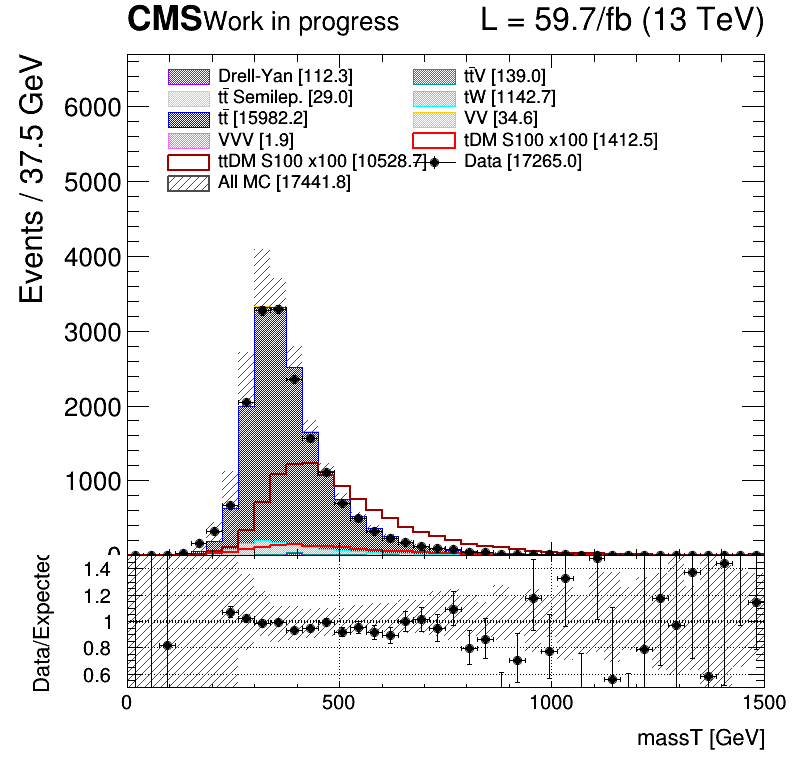 CMS Work in progress L = 59.7/fb (13 TeV)
Drell-Yan [112.3] tt̄V [139.0]
tt̄ Semilep. [29.0] tW [1142.7]
tt̄ [15982.2] VV [34.6]
VVV [1.9] tDM S100 x100 [1412.5]
ttDM S100 x100 [10528.7] Data [17265.0]
All MC [17441.8]
Events / 37.5 GeV
6000
5000
4000
3000
2000
1000
0
Data/Expected
1.4
1.2
1
0.8
0.6
0 500 1000 1500
massT [GeV]